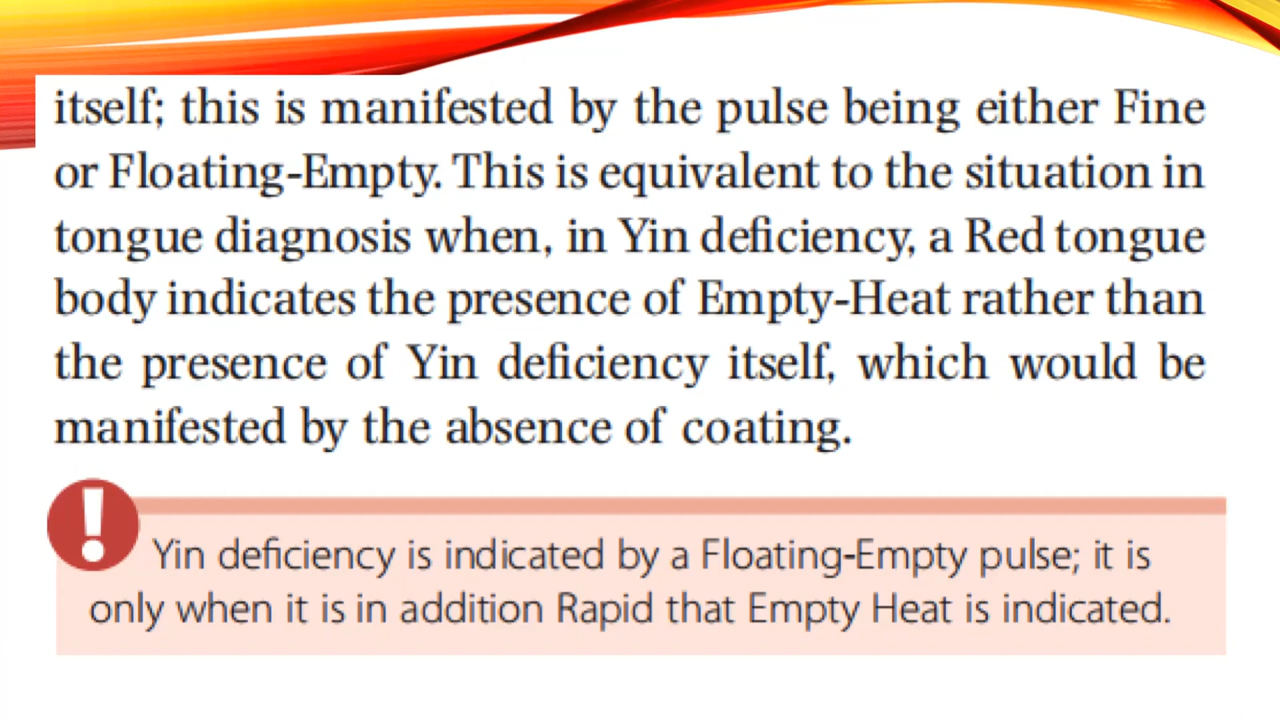 itself; this is manifested by the pulse being either Fine
or Floating-Empty. This is equivalent to the situation in
tongue diagnosis when, in Yin deficiency, a Red tongue
body indicates the presence of Empty-Heat rather than
the presence of Yin deficiency itself, which would be
manifested by the absence of coating.
!
Yin deficiency is indicated by a Floating-Empty pulse; it is
only when it is in addition Rapid that Empty Heat is indicated.